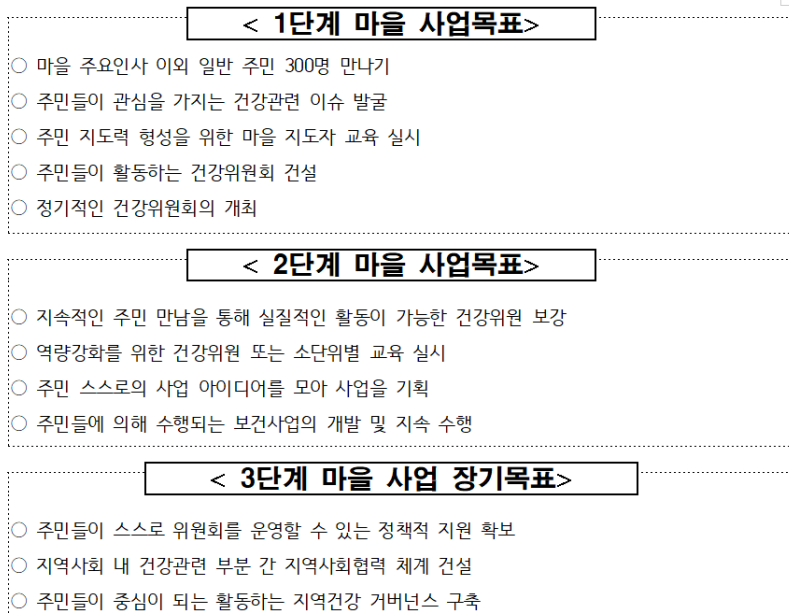 < 1단계 마을 사업목표>
○ 마을 주요인사 이외 일반 주민 300명 만나기
○ 주민들이 관심을 가지는 건강관련 이슈 발굴
○ 주민 지도력 형성을 위한 마을 지도자 교육 실시
○ 주민들이 활동하는 건강위원회 건설
○ 정기적인 건강위원회의 개최
< 2단계 마을 사업목표>
○ 지속적인 주민 만남을 통해 실질적인 활동이 가능한 건강위원 보강
○ 역량강화를 위한 건강위원 또는 소단위별 교육 실시
○ 주민 스스로의 사업 아이디어를 모아 사업을 기획
○ 주민들에 의해 수행되는 보건사업의 개발 및 지속 수행
< 3단계 마을 사업 장기목표>
○ 주민들이 스스로 위원회를 운영할 수 있는 정책적 지원 확보
○ 지역사회 내 건강관련 부분 간 지역사회협력 체계 건설
○ 주민들이 중심이 되는 활동하는 지역건강 거버넌스 구축